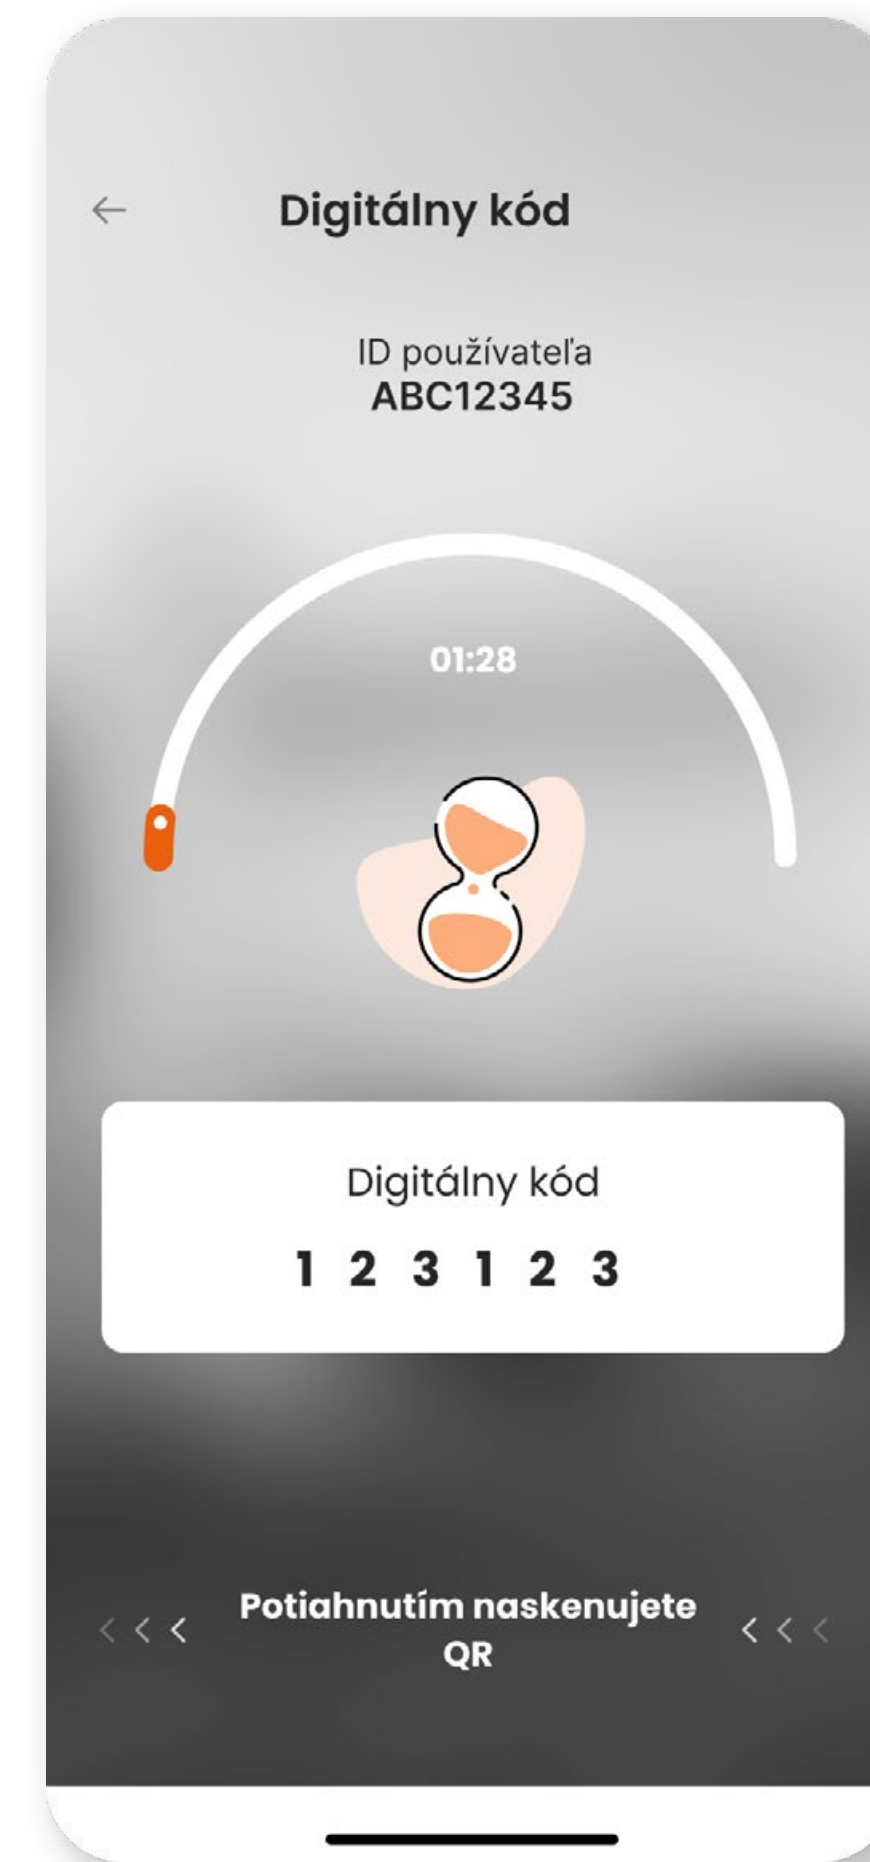 Digitálny kód
ID používateľa
ABC12345
01:28
Digitálny kód
1 2 3 1 2 3
Potiahnutím naskenujete
QR